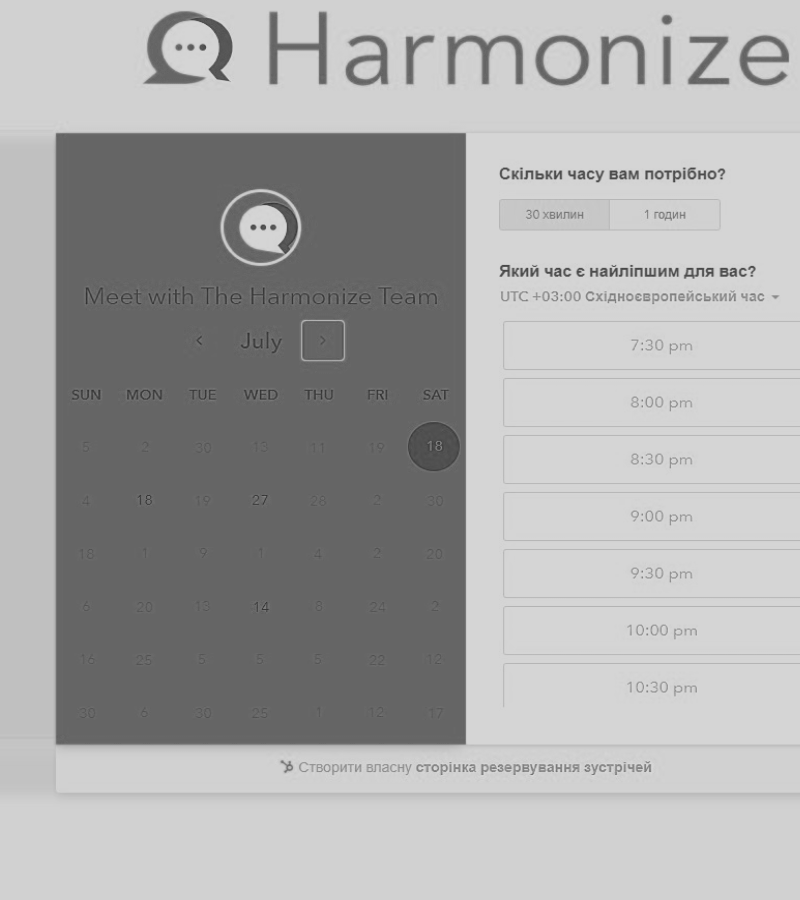 Harmonize
Meet with The Harmonize Team
July
SUN MON TUE WED THU FRI SAT
5 2 30 13 11 19 18
4 18 19 27 28 2 30
18 1 9 1 4 2 20
6 20 13 14 8 24 2
16 25 5 5 5 22 12
30 6 30 25 1 12 17
Скільки часу вам потрібно?
30 хвилин 1 годин
Який час є найліпшим для вас?
UTC +03:00 Східноєвропейський час
7:30 pm
8:00 pm
8:30 pm
9:00 pm
9:30 pm
10:00 pm
10:30 pm
Створити власну сторінка резервування зустрічей